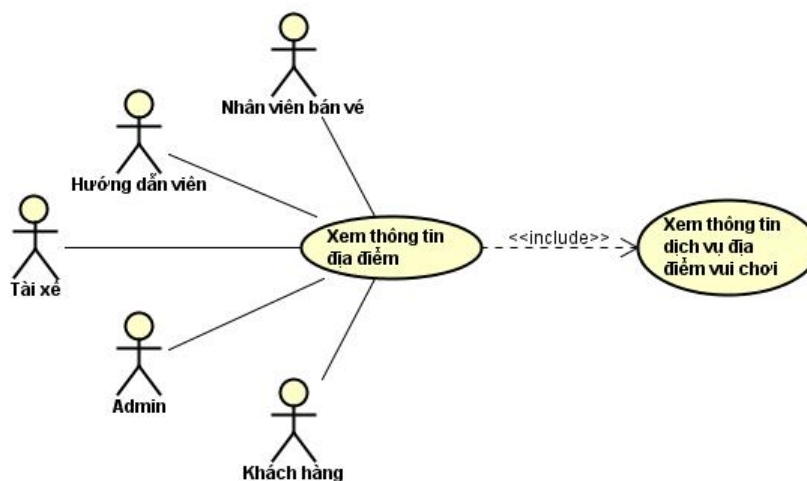 Nhân viên bán vé
Hướng dẫn viên
Tài xế
Admin
Khách hàng
Xem thông tin
địa điểm
<<include>>
Xem thông tin
dịch vụ địa
điểm vui chơi